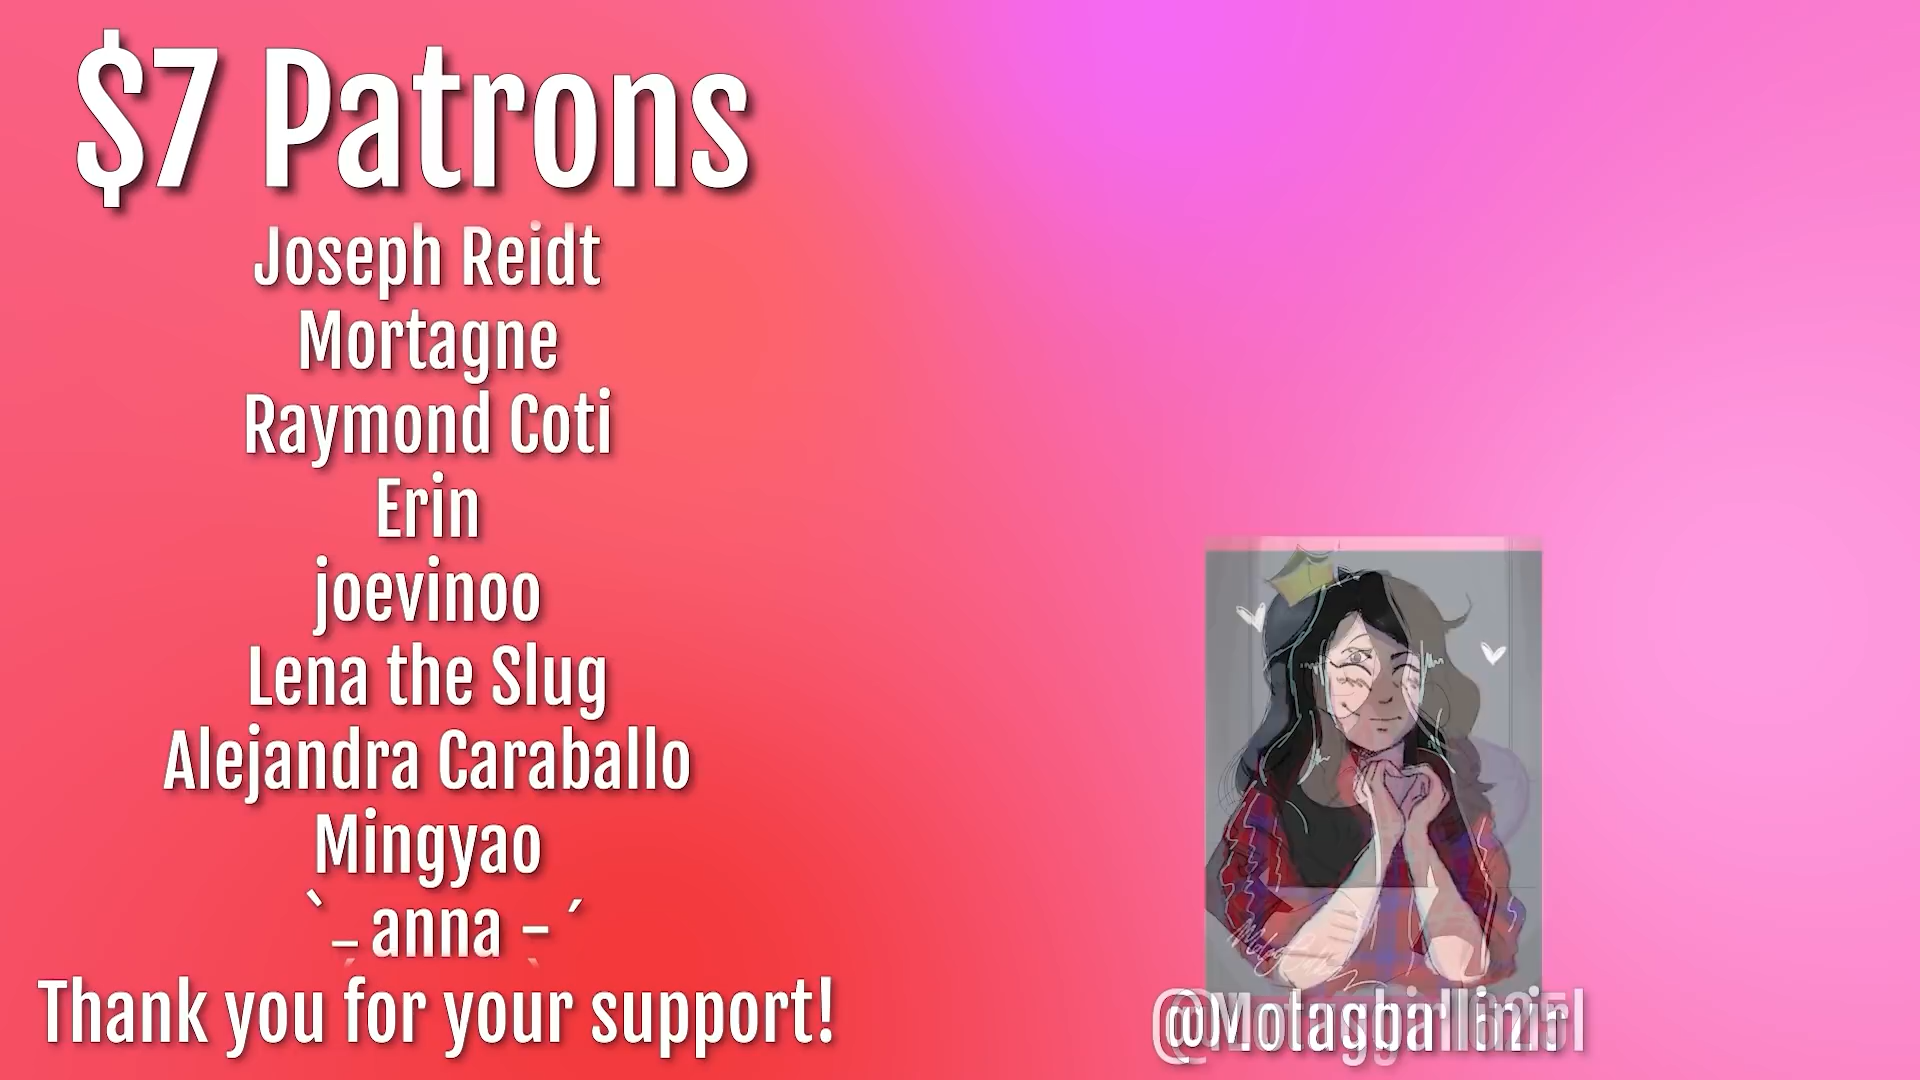 $7 Patrons
Joseph Reidt
Mortagne
Raymond Coti
Erin
joevinoo
Lena the Slug
Alejandra Caraballo
Mingyao
`- anna -´
Thank you for your support!